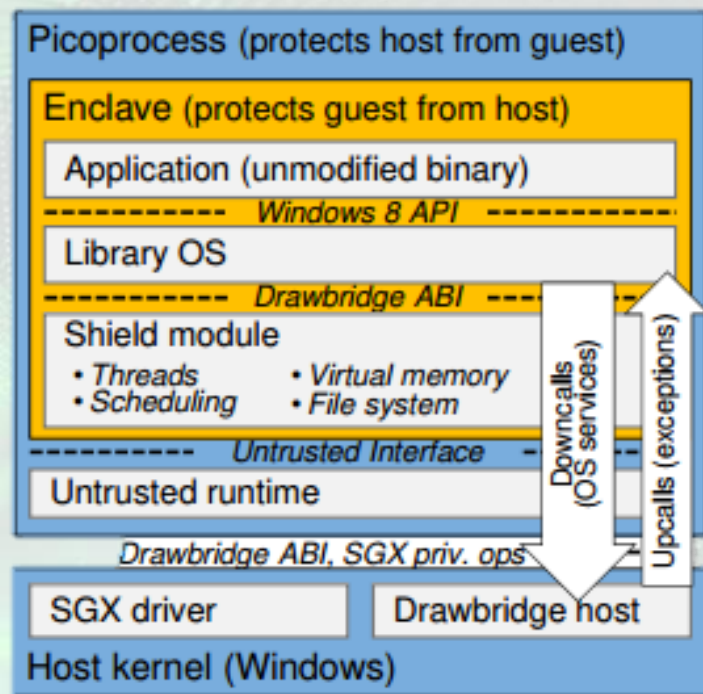 Picoprocess (protects host from guest)
Enclave (protects guest from host)
Application (unmodified binary)
Windows 8 API
Library OS
Drawbridge ABI
Shield module
• Threads • Virtual memory
• Scheduling • File system
Untrusted Interface
Untrusted runtime
Downcalls
(OS services)
Upcalls (exceptions)
Drawbridge ABI, SGX priv. ops
SGX driver
Drawbridge host
Host kernel (Windows)